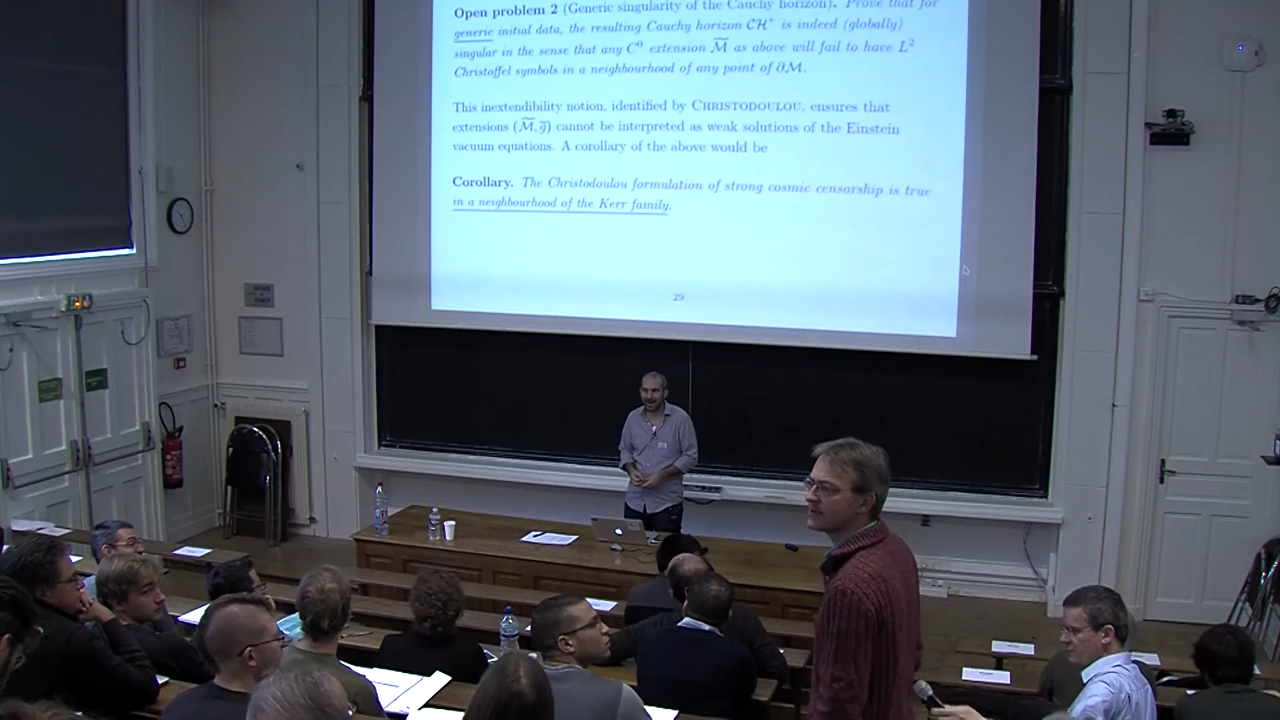 Open problem 2 (Generic singularity of the Cauchy horizon). Prove that for
generic initial data, the resulting Cauchy horizon CH⁺ is indeed (globally)
singular in the sense that any C⁰ extension M̃ as above will fail to have L²
Christoffel symbols in a neighbourhood of any point of ∂M.
This inextendibility notion, identified by CHRISTODOULOU, ensures that
extensions (M̃, g̃) cannot be interpreted as weak solutions of the Einstein
vacuum equations. A corollary of the above would be
Corollary. The Christodoulou formulation of strong cosmic censorship is true
in a neighbourhood of the Kerr family.
29